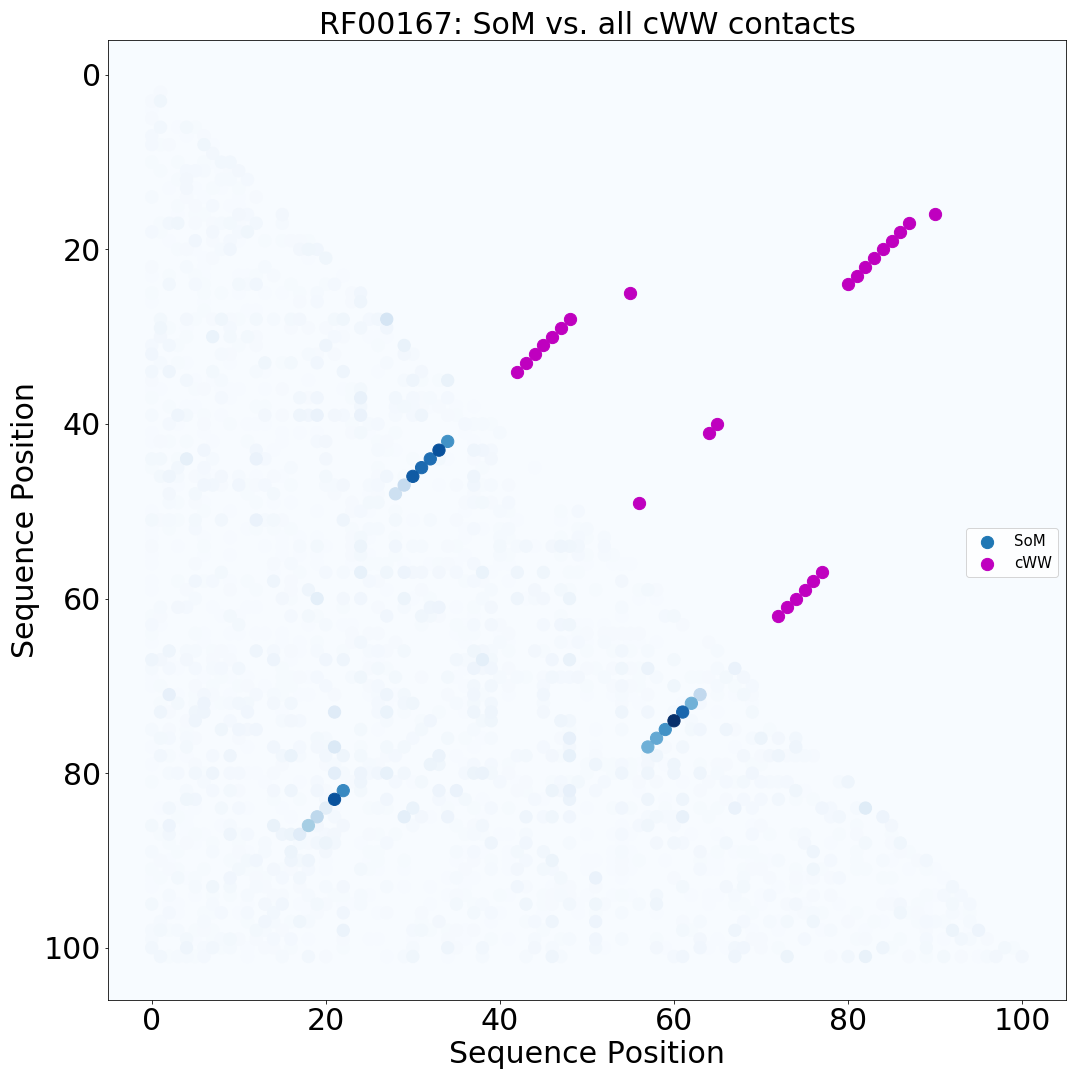 RF00167: SoM vs. all cWW contacts
0
20
40
60
80
100
Sequence Position
SoM
cWW
0 20 40 60 80 100
Sequence Position